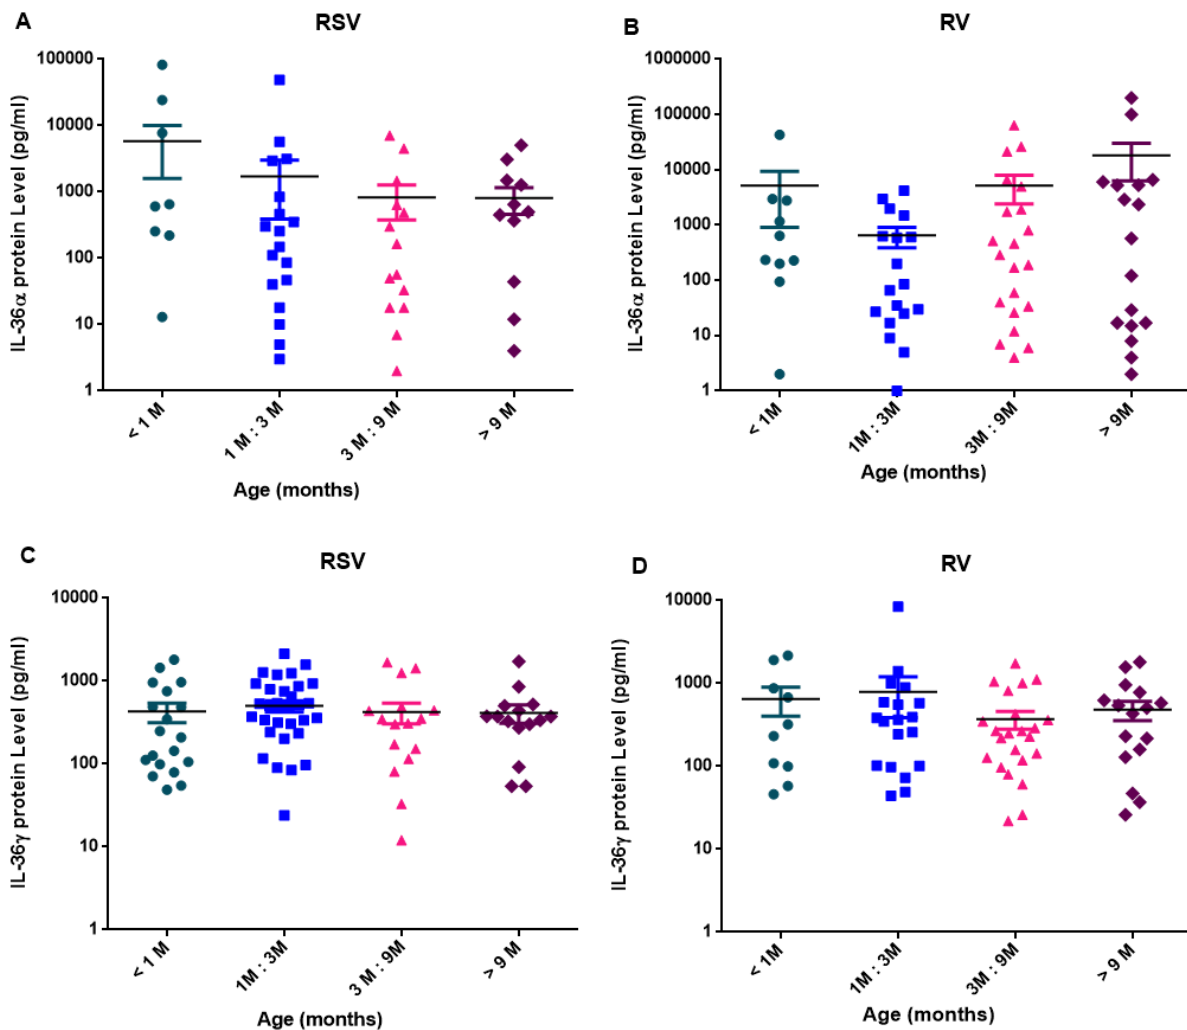 A
RSV
IL-36α protein Level (pg/ml)
100000
10000
1000
100
10
1
< 1 M
1 M : 3 M
3 M : 9 M
> 9 M
Age (months)
B
RV
IL-36α protein Level (pg/ml)
1000000
100000
10000
1000
100
10
1
< 1M
1M : 3M
3M : 9M
> 9M
Age (months)
C
RSV
IL-36γ protein Level (pg/ml)
10000
1000
100
10
1
< 1 M
1M : 3M
3 M : 9M
> 9 M
Age (months)
D
RV
IL-36γ protein Level (pg/ml)
10000
1000
100
10
1
< 1M
1M : 3M
3M : 9M
> 9 M
Age (months)